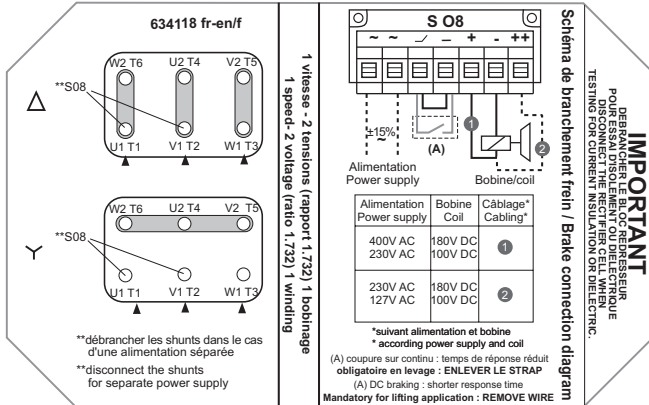 634118 fr-en/f
W2 T6 U2 T4 V2 T5
**S08
Δ
U1 T1 V1 T2 W1 T3
W2 T6 U2 T4 V2 T5
**S08
Y
U1 T1 V1 T2 W1 T3
**débrancher les shunts dans le cas
d'une alimentation séparée
**disconnect the shunts
for separate power supply
1 vitesse - 2 tensions (rapport 1.732) 1 bobinage
1 speed- 2 voltage (ratio 1.732) 1 winding
S O8
~ ~ + - ++
±15%
~
(A)
1
2
Alimentation
Power supply
Bobine/coil
Alimentation
Power supply
Bobine
Coil
Câblage*
Cabling*
400V AC 180V DC
230V AC 100V DC
1
230V AC 180V DC
127V AC 100V DC
2
*suivant alimentation et bobine
* according power supply and coil
(A) coupure sur continu : temps de réponse réduit
obligatoire en levage : ENLEVER LE STRAP
(A) DC braking : shorter response time
Mandatory for lifting application : REMOVE WIRE
Schéma de branchement frein / Brake connection diagram
IMPORTANT
DEBRANCHER LE BLOC REDRESSEUR
POUR ESSAI D'ISOLEMENT OU DIELECTRIQUE
DISCONNECT THE RECTIFIER CELL WHEN
TESTING FOR CURRENT INSULATION OR DIELECTRIC.